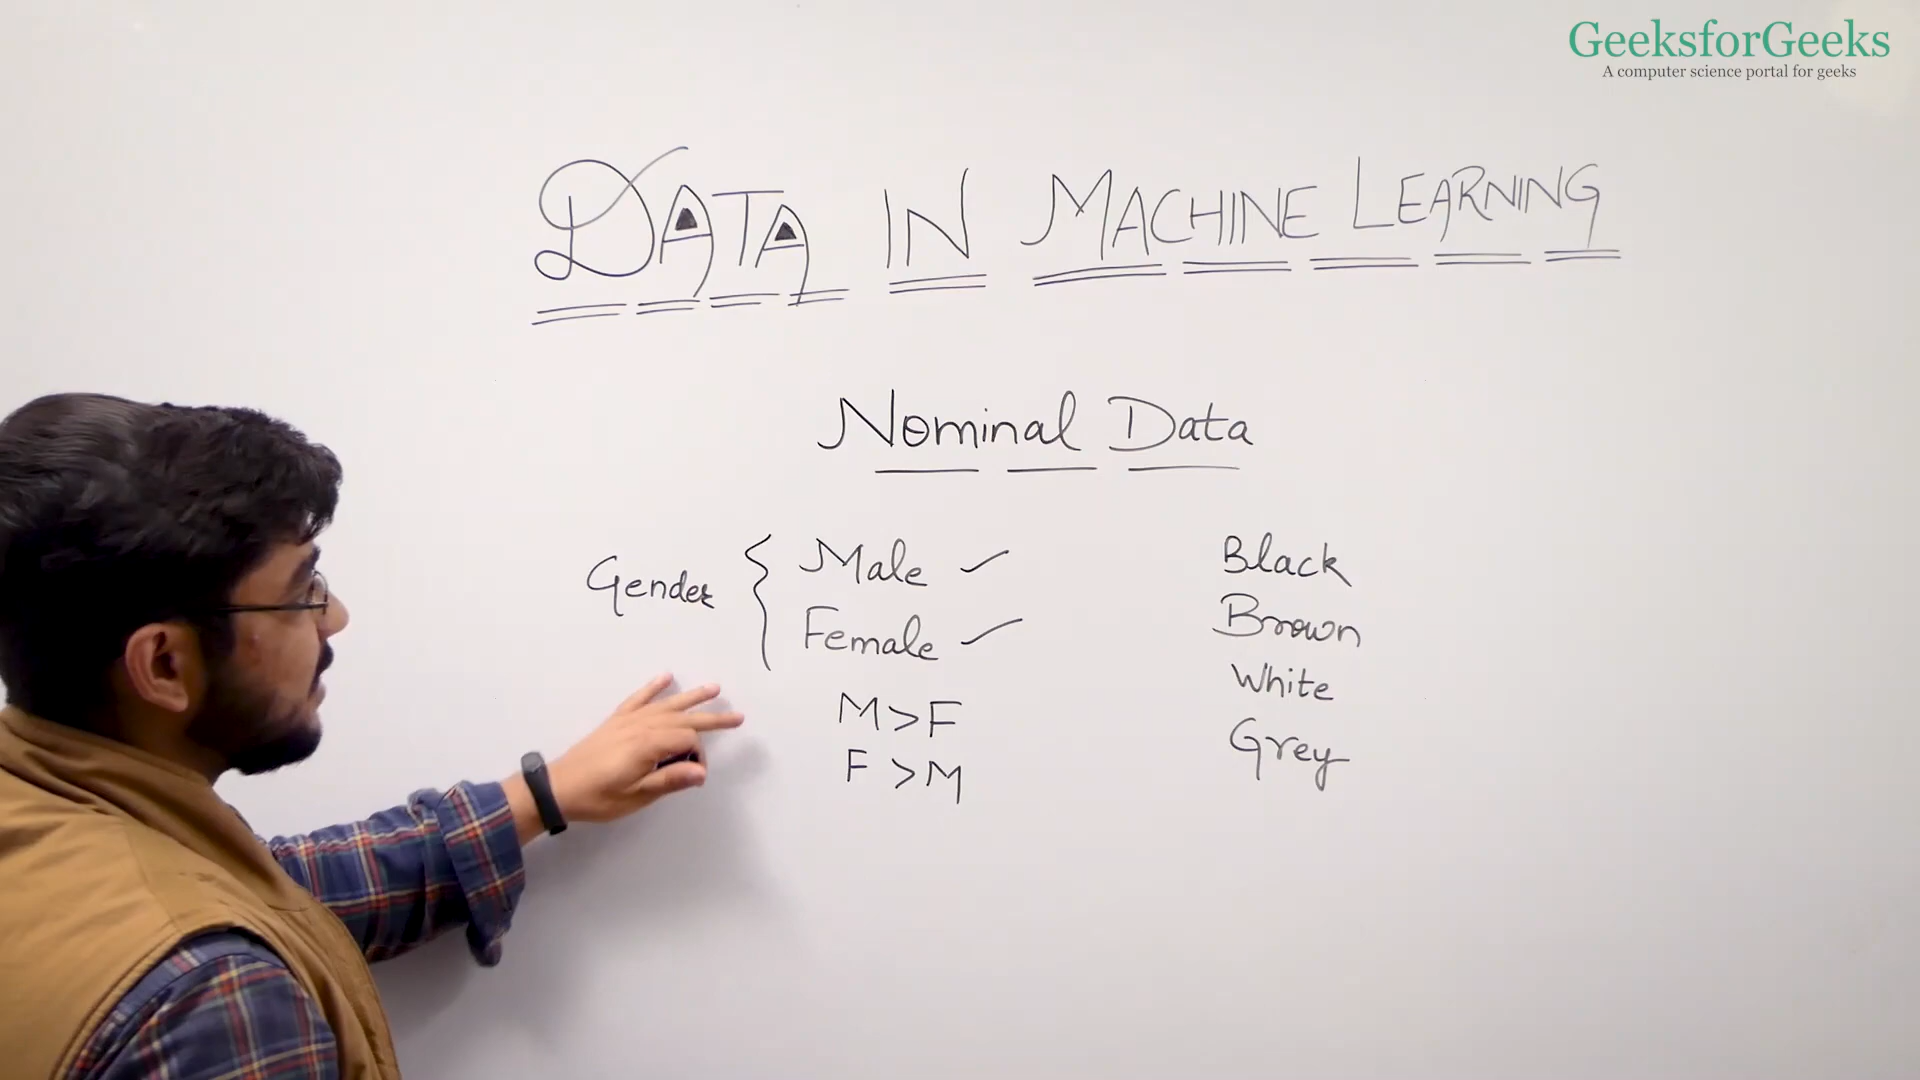 GeeksforGeeks
A computer science portal for geeks
DATA IN MACHINE LEARNING
Nominal Data
Gender { Male ✓
Female ✓
M > F
F > M
Black
Brown
White
Grey